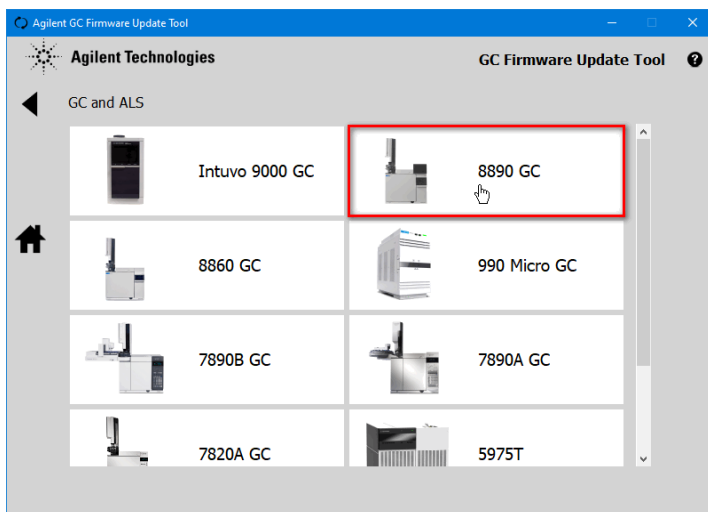 Agilent GC Firmware Update Tool
Agilent Technologies
GC Firmware Update Tool ?
GC and ALS
Intuvo 9000 GC
8890 GC
8860 GC
990 Micro GC
7890B GC
7890A GC
7820A GC
5975T